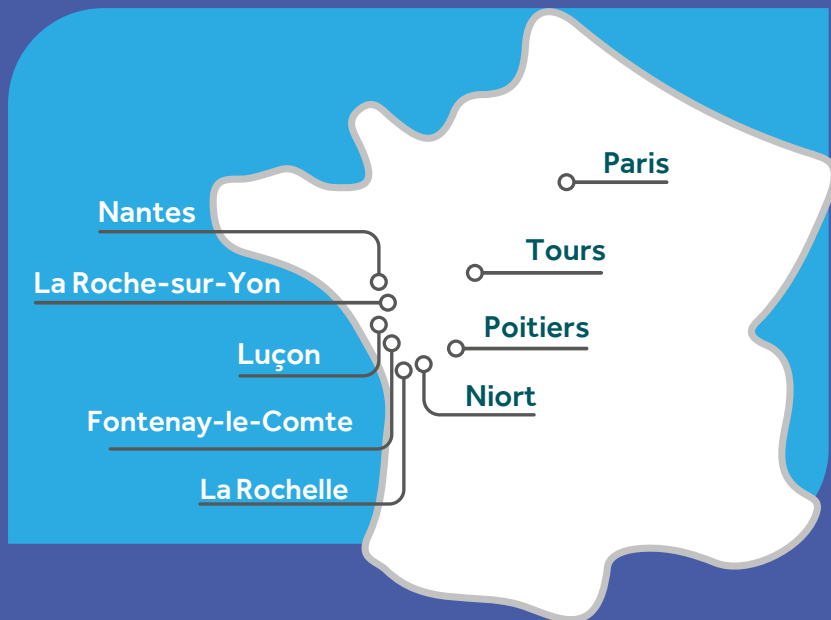 Paris
Nantes
Tours
La Roche-sur-Yon
Poitiers
Luçon
Niort
Fontenay-le-Comte
La Rochelle